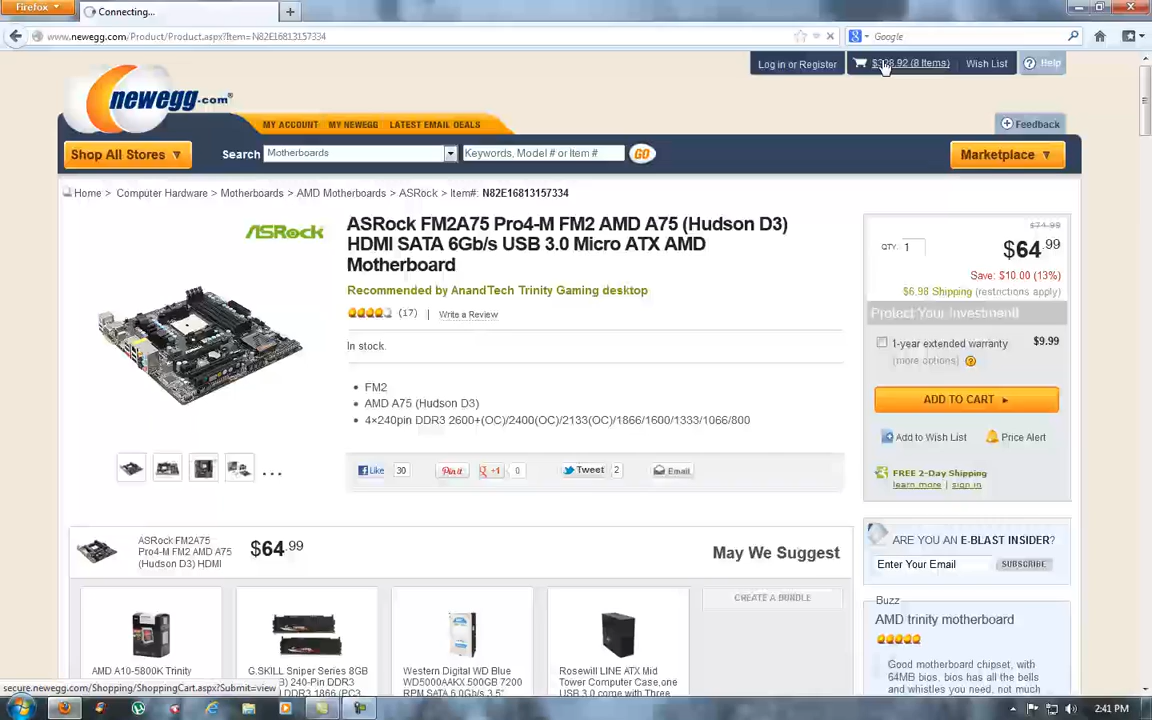 Firefox
Connecting...
www.newegg.com/Product/Product.aspx?Item=N82E16813157334
Google
Log in or Register
(8 Items)
Wish List
Help
newegg.com
MY ACCOUNT
MY NEWEGG
LATEST EMAIL DEALS
Feedback
Shop All Stores
Search
Motherboards
Keywords, Model # or Item #
GO
Marketplace
Home > Computer Hardware > Motherboards > AMD Motherboards > ASRock > Item#: N82E16813157334
ASRock
ASRock FM2A75 Pro4-M FM2 AMD A75 (Hudson D3)
HDMI SATA 6Gb/s USB 3.0 Micro ATX AMD
Motherboard
Recommended by AnandTech Trinity Gaming desktop
(17) | Write a Review
In stock.
FM2
AMD A75 (Hudson D3)
4×240pin DDR3 2600+(OC)/2400(OC)/2133(OC)/1866/1600/1333/1066/800
Like 30
Pin it
+1 0
Tweet 2
Email
$74.99
QTY. 1
$64.99
Save: $10.00 (13%)
$6.98 Shipping (restrictions apply)
Protect Your Investment!
1-year extended warranty $9.99
(more options)
ADD TO CART
Add to Wish List
Price Alert
FREE 2-Day Shipping
learn more | sign in
ARE YOU AN E-BLAST INSIDER?
Enter Your Email
SUBSCRIBE
Buzz
AMD trinity motherboard
Good motherboard chipset, with
64MB bios, bios has all the bells
and whistles you need, not much
ASRock FM2A75
Pro4-M FM2 AMD A75
(Hudson D3) HDMI
$64.99
May We Suggest
CREATE A BUNDLE
AMD A10-5800K Trinity
G.SKILL Sniper Series 8GB
240-Pin DDR3
DDR3 1866 (PC3
Western Digital WD Blue
WD5000AAKX 500GB 7200
RPM SATA 6.0Gb/s 3.5"
Rosewill LINE ATX Mid
Tower Computer Case,one
USB 3.0 come with Three
secure.newegg.com/Shopping/ShoppingCart.aspx?Submit=view
2:41 PM